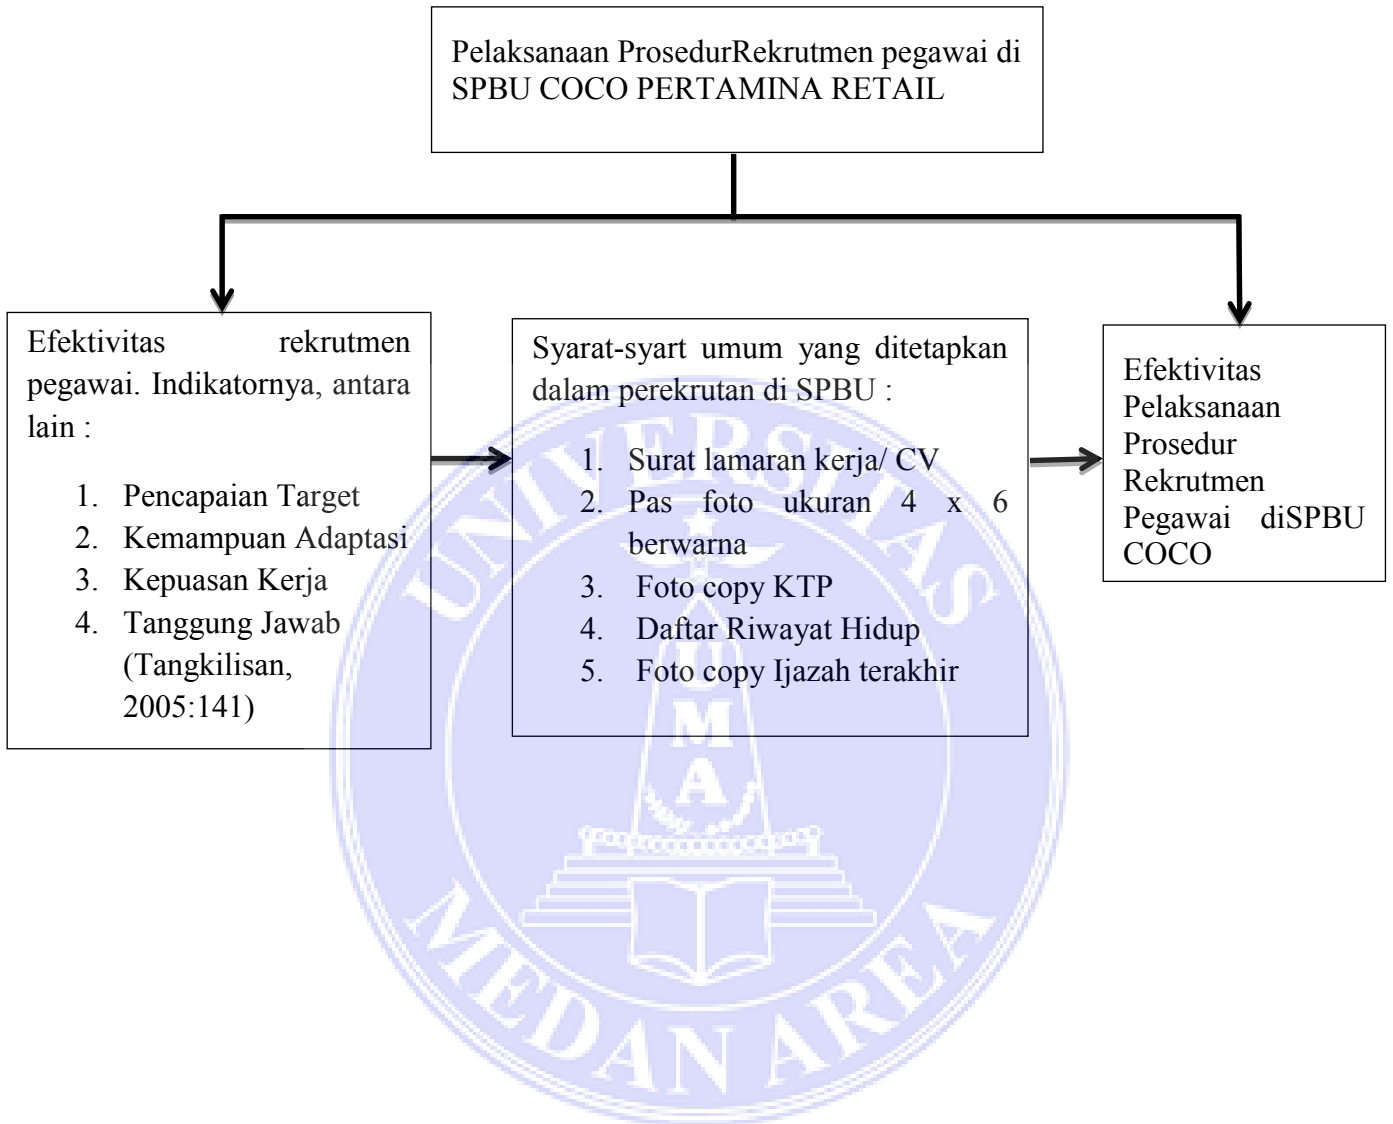 Pelaksanaan ProsedurRekrutmen pegawai di
SPBU COCO PERTAMINA RETAIL
Efektivitas rekrutmen
pegawai. Indikatornya, antara
lain :
1. Pencapaian Target
2. Kemampuan Adaptasi
3. Kepuasan Kerja
4. Tanggung Jawab
(Tangkilisan,
2005:141)
Syarat-syart umum yang ditetapkan
dalam perekrutan di SPBU :
1. Surat lamaran kerja/ CV
2. Pas foto ukuran 4 x 6
berwarna
3. Foto copy KTP
4. Daftar Riwayat Hidup
5. Foto copy Ijazah terakhir
Efektivitas
Pelaksanaan
Prosedur
Rekrutmen
Pegawai diSPBU
COCO
UNIVERSITAS
UMA
MEDAN AREA